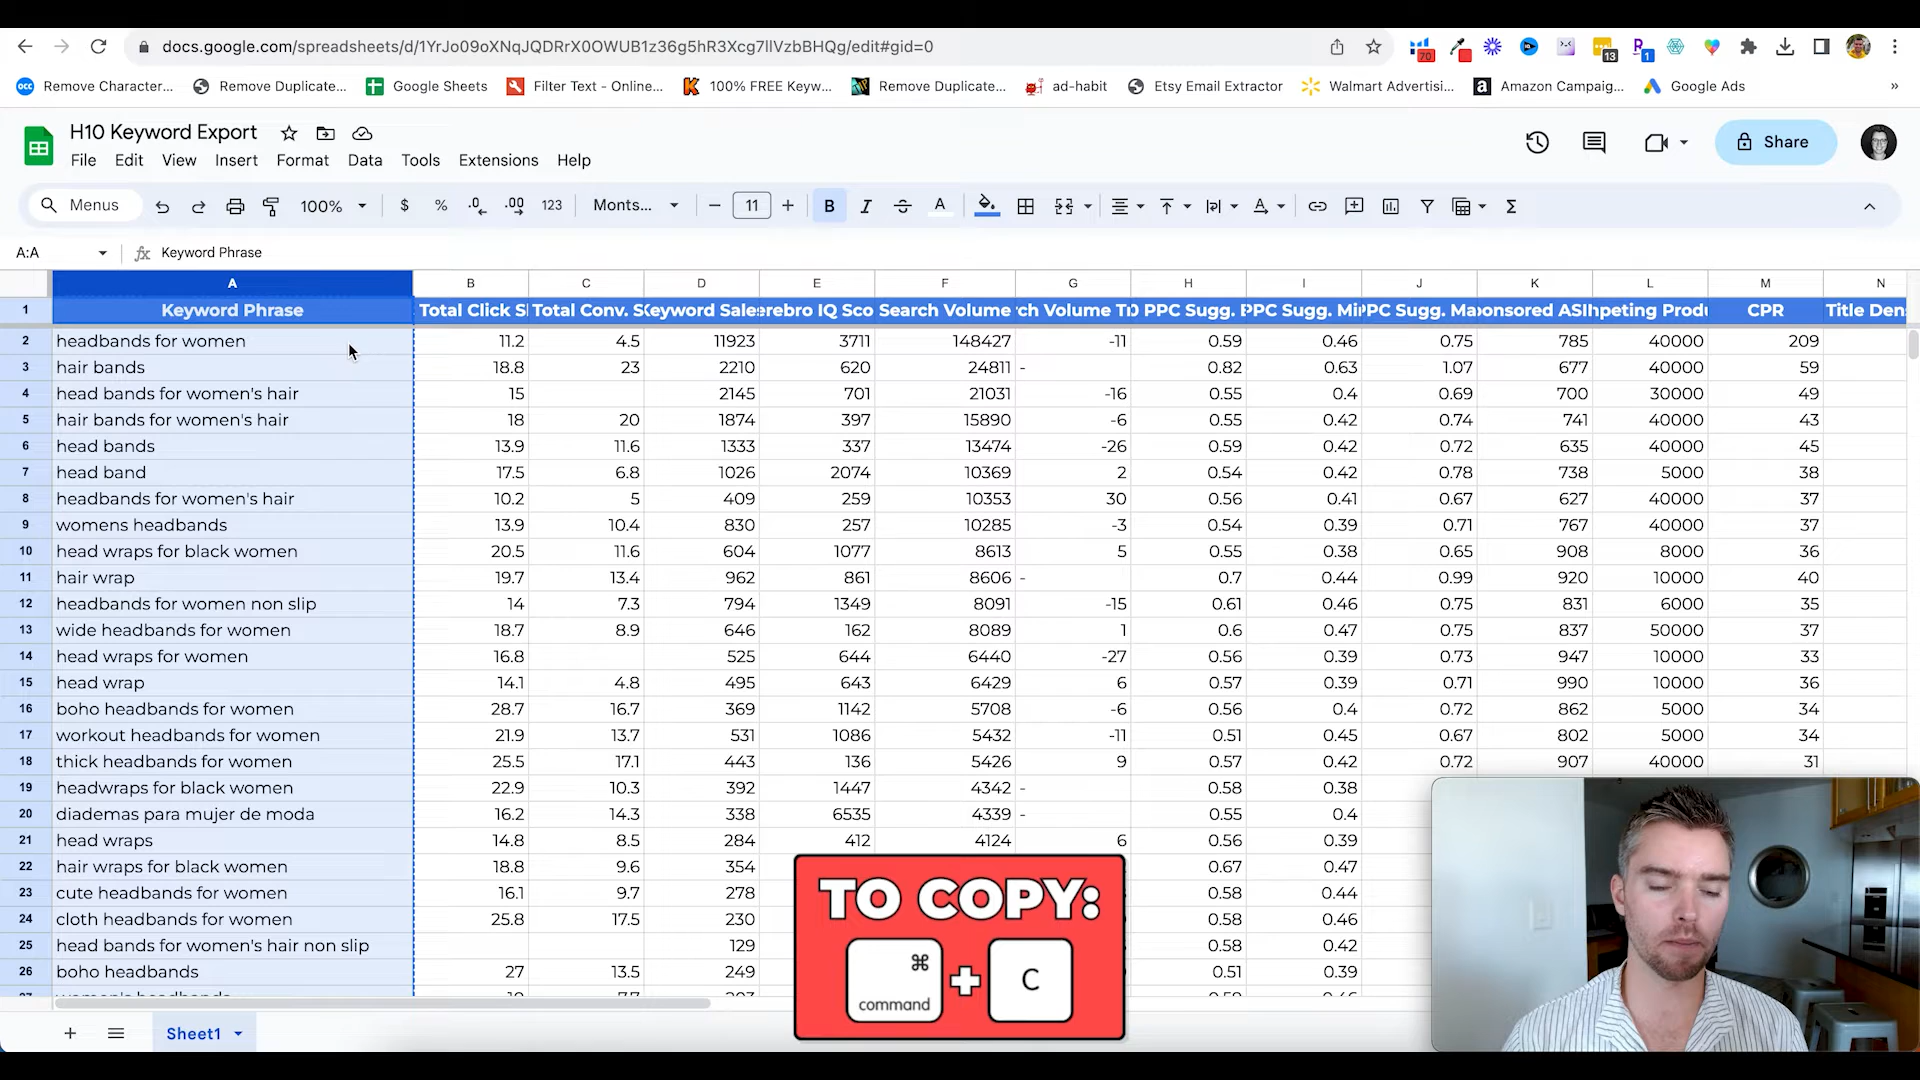 docs.google.com/spreadsheets/d/1YrJo09oXNqJQDRrX0OWUB1z36g5hR3Xcg7llVzbBHQg/edit#gid=0
70 13 1
occ Remove Character... Remove Duplicate... Google Sheets Filter Text - Online... 100% FREE Keyw... Remove Duplicate... ad-habit Etsy Email Extractor Walmart Advertisi... Amazon Campaig... Google Ads »
H10 Keyword Export
File Edit View Insert Format Data Tools Extensions Help
Share
Menus 100% $ % .0 .00 123 Monts... − 11 + B I S A Σ
A:A fx Keyword Phrase
A B C D E F G H I J K L M N
1 Keyword Phrase Total Click S Total Conv. S Keyword Sale erebro IQ Sco Search Volume ch Volume T PPC Sugg. PPC Sugg. Mi PPC Sugg. Ma onsored ASI peting Prod CPR Title Den
2 headbands for women 11.2 4.5 11923 3711 148427 -11 0.59 0.46 0.75 785 40000 209
3 hair bands 18.8 23 2210 620 24811 - 0.82 0.63 1.07 677 40000 59
4 head bands for women's hair 15 2145 701 21031 -16 0.55 0.4 0.69 700 30000 49
5 hair bands for women's hair 18 20 1874 397 15890 -6 0.55 0.42 0.74 741 40000 43
6 head bands 13.9 11.6 1333 337 13474 -26 0.59 0.42 0.72 635 40000 45
7 head band 17.5 6.8 1026 2074 10369 2 0.54 0.42 0.78 738 5000 38
8 headbands for women's hair 10.2 5 409 259 10353 30 0.56 0.41 0.67 627 40000 37
9 womens headbands 13.9 10.4 830 257 10285 -3 0.54 0.39 0.71 767 40000 37
10 head wraps for black women 20.5 11.6 604 1077 8613 5 0.55 0.38 0.65 908 8000 36
11 hair wrap 19.7 13.4 962 861 8606 - 0.7 0.44 0.99 920 10000 40
12 headbands for women non slip 14 7.3 794 1349 8091 -15 0.61 0.46 0.75 831 6000 35
13 wide headbands for women 18.7 8.9 646 162 8089 1 0.6 0.47 0.75 837 50000 37
14 head wraps for women 16.8 525 644 6440 -27 0.56 0.39 0.73 947 10000 33
15 head wrap 14.1 4.8 495 643 6429 6 0.57 0.39 0.71 990 10000 36
16 boho headbands for women 28.7 16.7 369 1142 5708 -6 0.56 0.4 0.72 862 5000 34
17 workout headbands for women 21.9 13.7 531 1086 5432 -11 0.51 0.45 0.67 802 5000 34
18 thick headbands for women 25.5 17.1 443 136 5426 9 0.57 0.42 0.72 907 40000 31
19 headwraps for black women 22.9 10.3 392 1447 4342 - 0.58 0.38
20 diademas para mujer de moda 16.2 14.3 338 6535 4339 - 0.55 0.4
21 head wraps 14.8 8.5 284 412 4124 6 0.56 0.39
22 hair wraps for black women 18.8 9.6 354 0.67 0.47
23 cute headbands for women 16.1 9.7 278 0.58 0.44
24 cloth headbands for women 25.8 17.5 230 0.58 0.46
25 head bands for women's hair non slip 129 0.58 0.42
26 boho headbands 27 13.5 249 0.51 0.39
TO COPY:
⌘ command + C
+ Sheet1